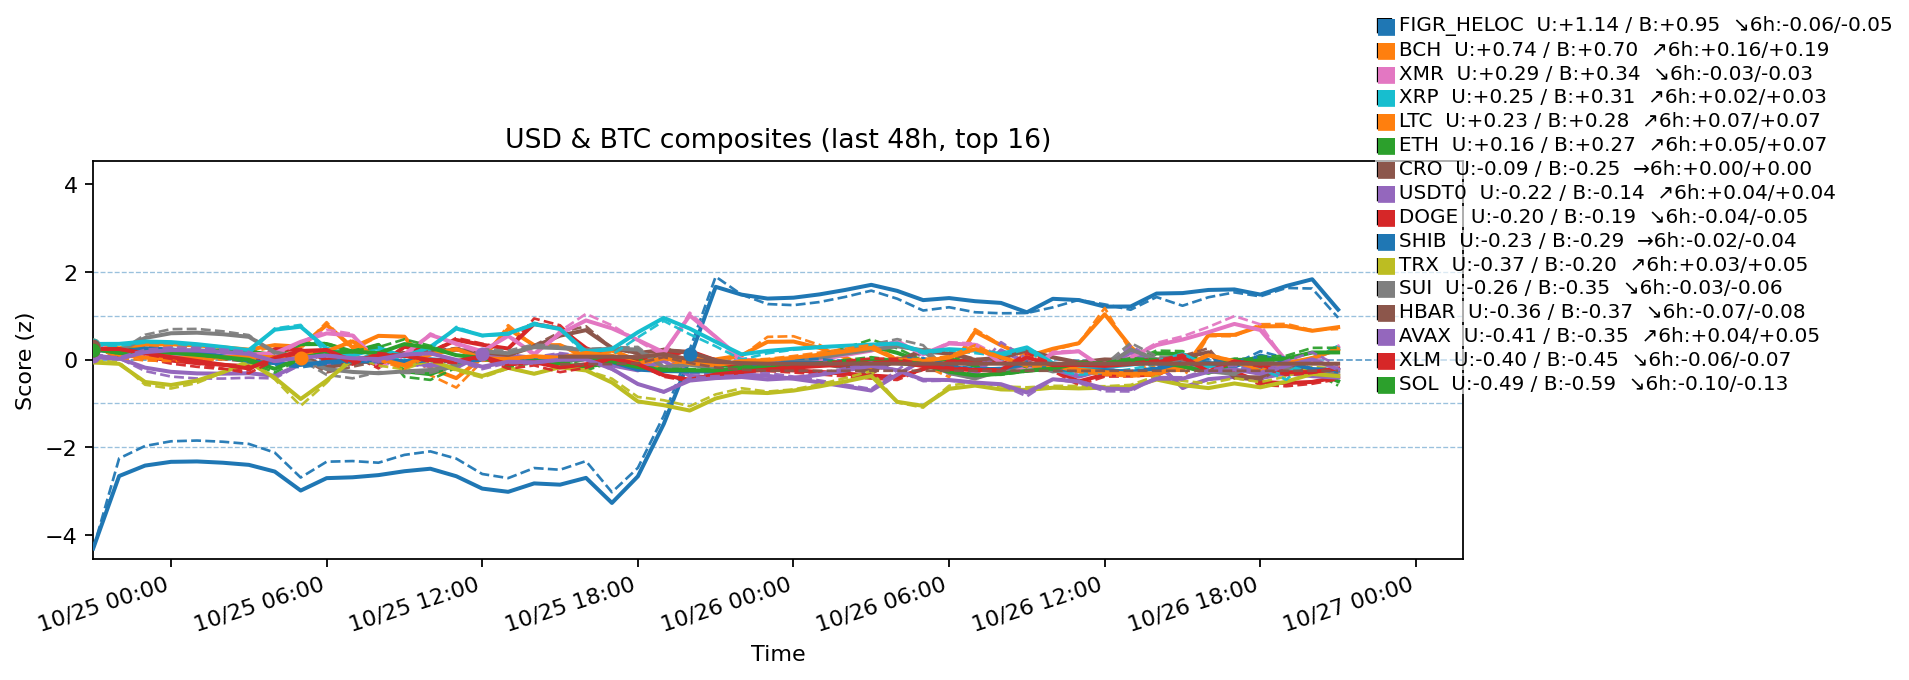 FIGR_HELOC U:+1.14 / B:+0.95 ↘6h:-0.06/-0.05
BCH U:+0.74 / B:+0.70 ↗6h:+0.16/+0.19
XMR U:+0.29 / B:+0.34 ↘6h:-0.03/-0.03
XRP U:+0.25 / B:+0.31 ↗6h:+0.02/+0.03
LTC U:+0.23 / B:+0.28 ↗6h:+0.07/+0.07
ETH U:+0.16 / B:+0.27 ↗6h:+0.05/+0.07
CRO U:-0.09 / B:-0.25 →6h:+0.00/+0.00
USDT0 U:-0.22 / B:-0.14 ↗6h:+0.04/+0.04
DOGE U:-0.20 / B:-0.19 ↘6h:-0.04/-0.05
SHIB U:-0.23 / B:-0.29 →6h:-0.02/-0.04
TRX U:-0.37 / B:-0.20 ↗6h:+0.03/+0.05
SUI U:-0.26 / B:-0.35 ↘6h:-0.03/-0.06
HBAR U:-0.36 / B:-0.37 ↘6h:-0.07/-0.08
AVAX U:-0.41 / B:-0.35 ↗6h:+0.04/+0.05
XLM U:-0.40 / B:-0.45 ↘6h:-0.06/-0.07
SOL U:-0.49 / B:-0.59 ↘6h:-0.10/-0.13
USD & BTC composites (last 48h, top 16)
Score (z)
4
2
0
−2
−4
10/25 00:00
10/25 06:00
10/25 12:00
10/25 18:00
10/26 00:00
10/26 06:00
10/26 12:00
10/26 18:00
10/27 00:00
Time